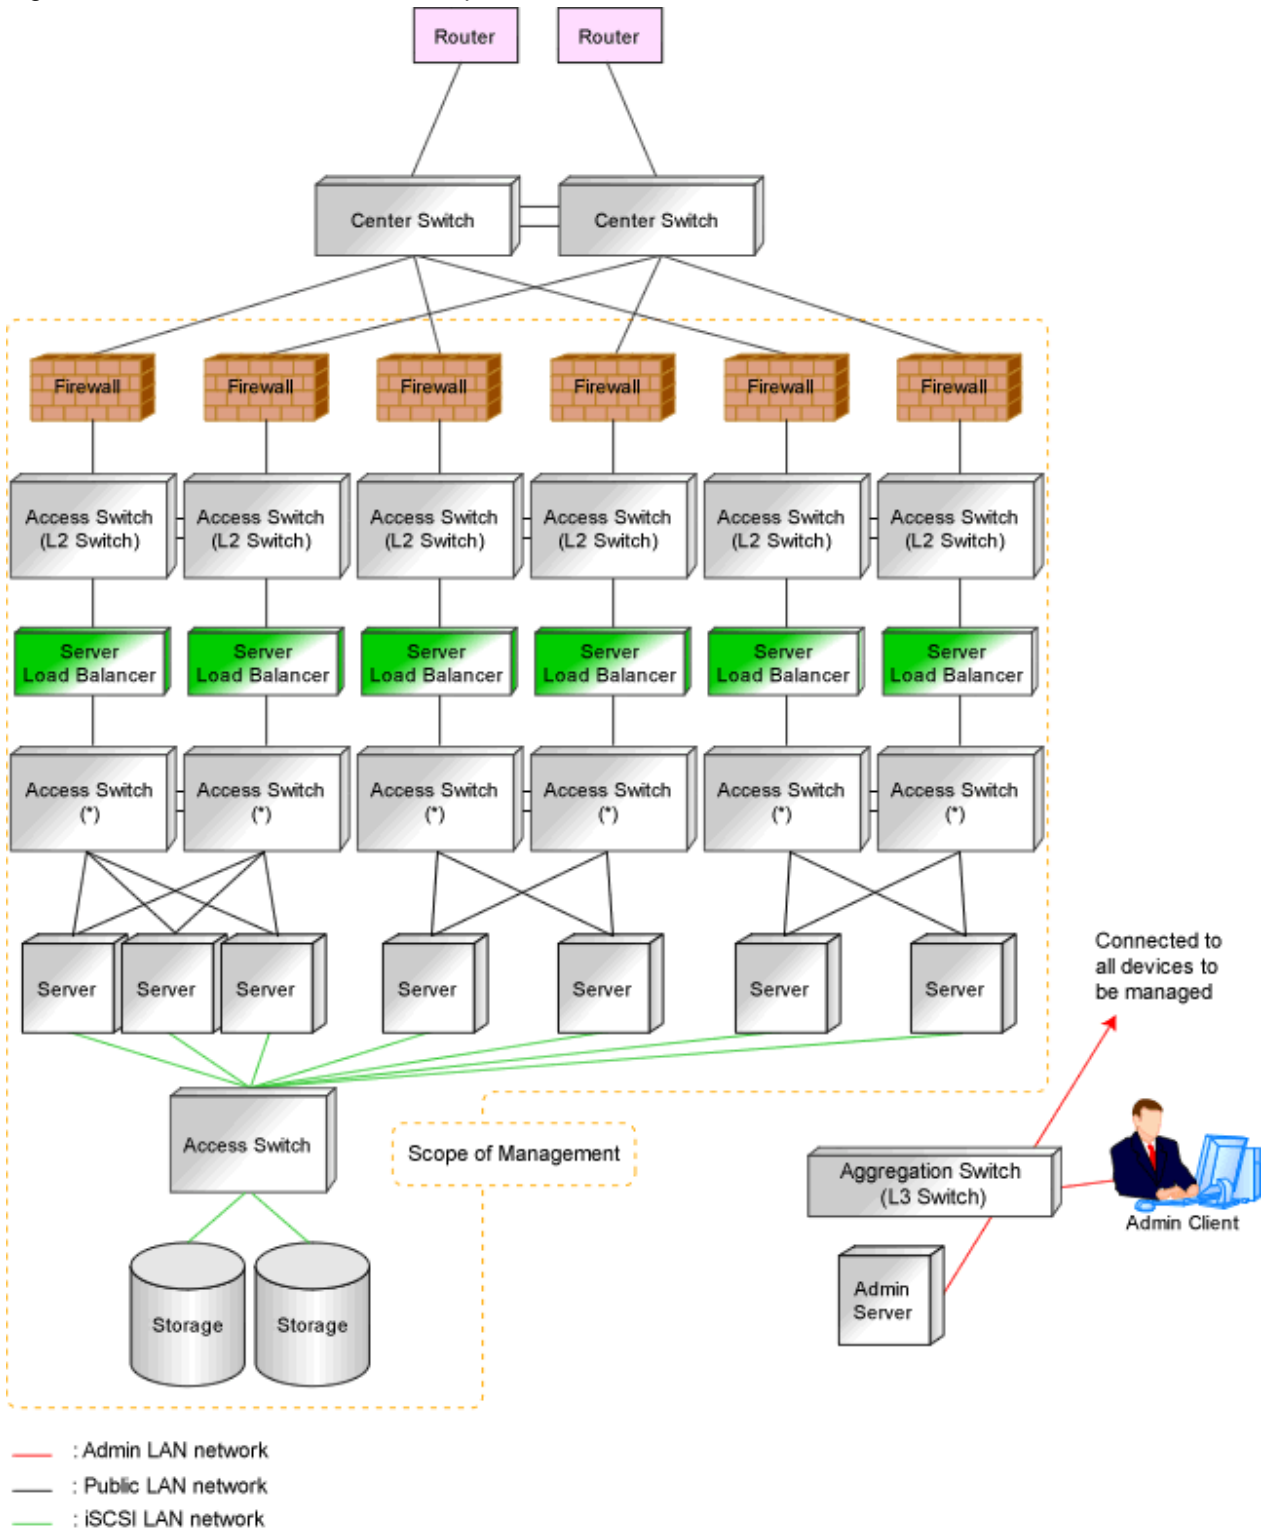 Router Router
Center Switch Center Switch
Firewall Firewall Firewall Firewall Firewall Firewall
Access Switch Access Switch Access Switch Access Switch Access Switch Access Switch
(L2 Switch) (L2 Switch) (L2 Switch) (L2 Switch) (L2 Switch) (L2 Switch)
Server Server Server Server Server Server
Load Balancer Load Balancer Load Balancer Load Balancer Load Balancer Load Balancer
Access Switch Access Switch Access Switch Access Switch Access Switch Access Switch
(*) (*) (*) (*) (*) (*)
Server Server Server Server Server Server Server
Connected to
all devices to
be managed
Access Switch
Scope of Management
Aggregation Switch
(L3 Switch)
Admin Client
Admin
Server
Storage Storage
: Admin LAN network
: Public LAN network
: iSCSI LAN network